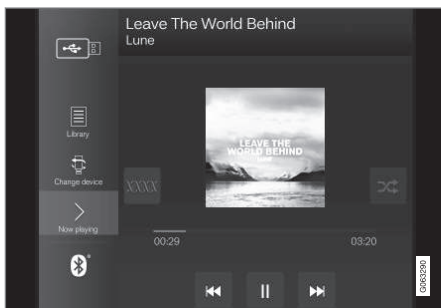 Leave The World Behind
Lune
Library
LEAVE THE
WORLD BEHIND
LUNE
Change device
XXXX
Now playing
00:29
03:20
G063290